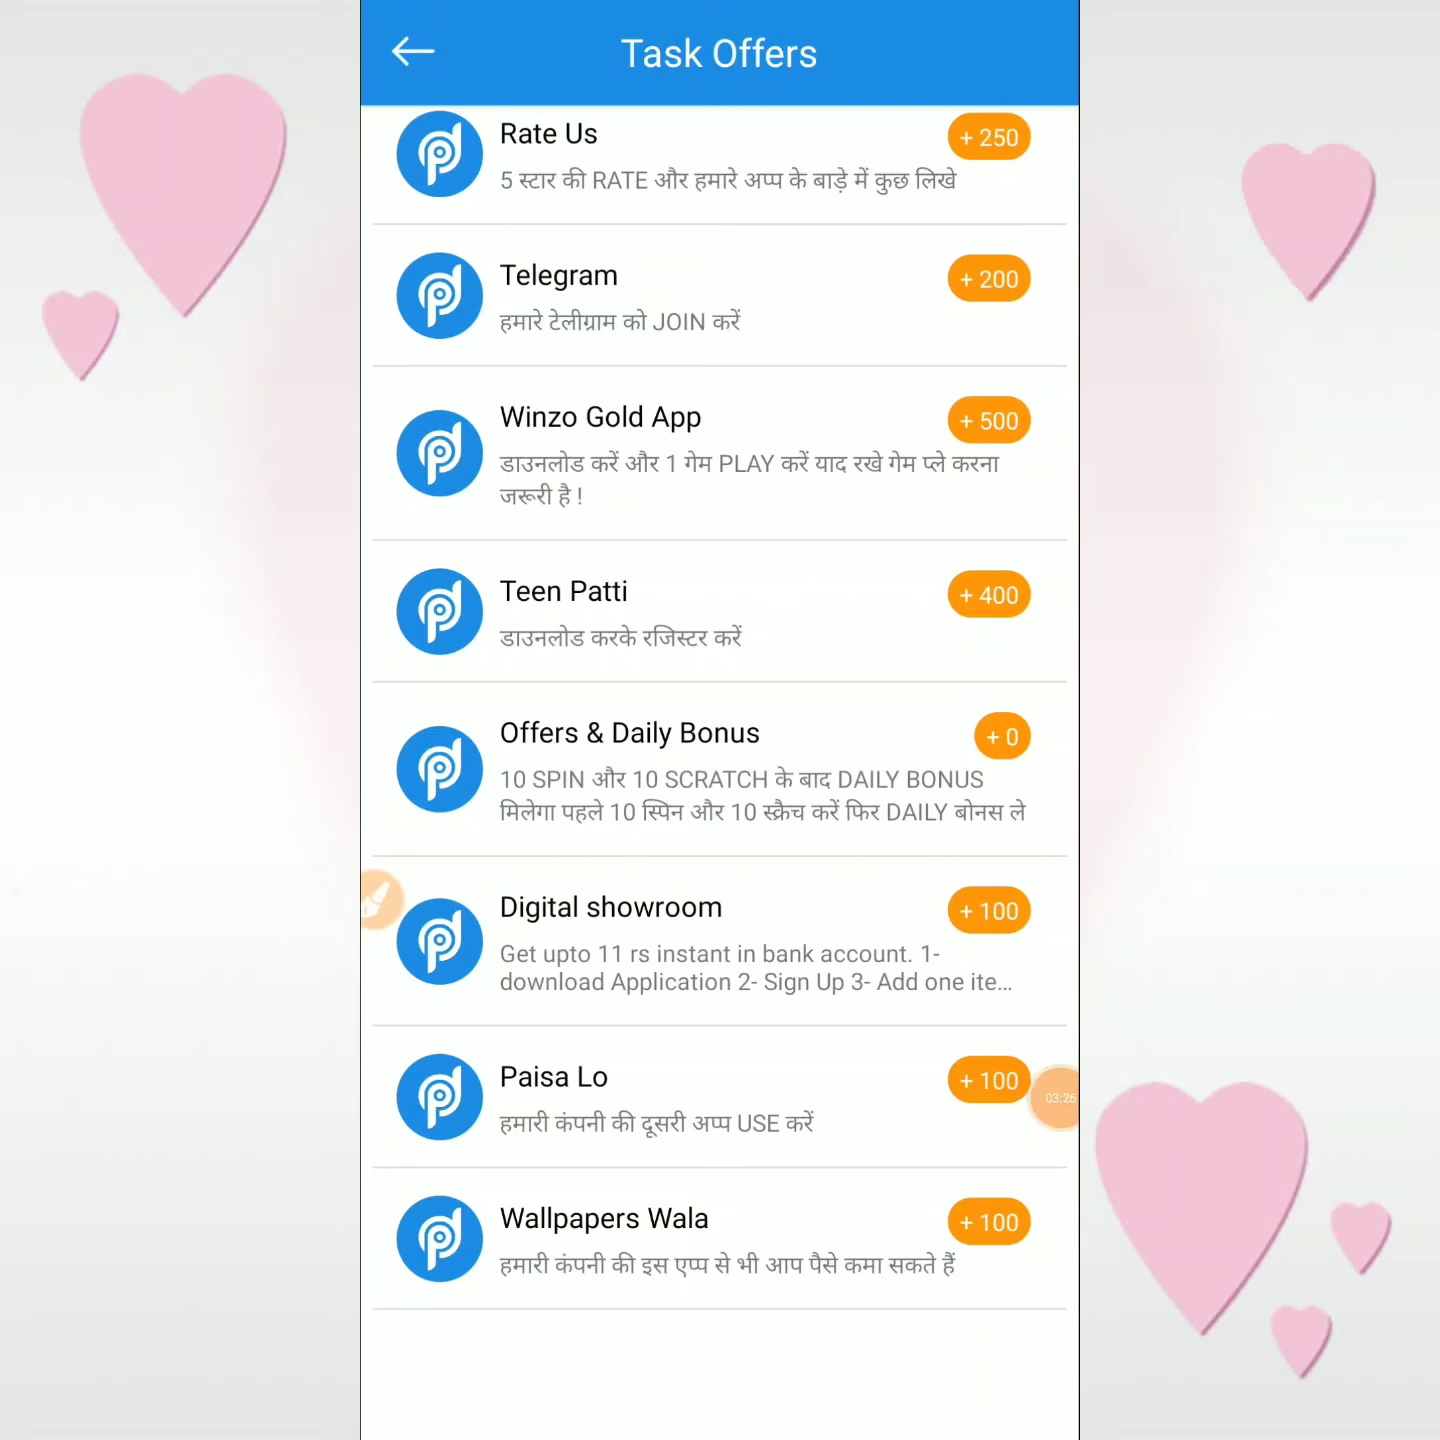 Task Offers
Rate Us
+ 250
5 स्टार की RATE और हमारे अप्प के बाड़े में कुछ लिखे
Telegram
+ 200
हमारे टेलीग्राम को JOIN करें
Winzo Gold App
+ 500
डाउनलोड करें और 1 गेम PLAY करें याद रखे गेम प्ले करना
जरूरी है !
Teen Patti
+ 400
डाउनलोड करके रजिस्टर करें
Offers & Daily Bonus
+ 0
10 SPIN और 10 SCRATCH के बाद DAILY BONUS
मिलेगा पहले 10 स्पिन और 10 स्क्रैच करें फिर DAILY बोनस ले
Digital showroom
+ 100
Get upto 11 rs instant in bank account. 1-
download Application 2- Sign Up 3- Add one ite...
Paisa Lo
+ 100
03:26
हमारी कंपनी की दूसरी अप्प USE करें
Wallpapers Wala
+ 100
हमारी कंपनी की इस एप्प से भी आप पैसे कमा सकते हैं